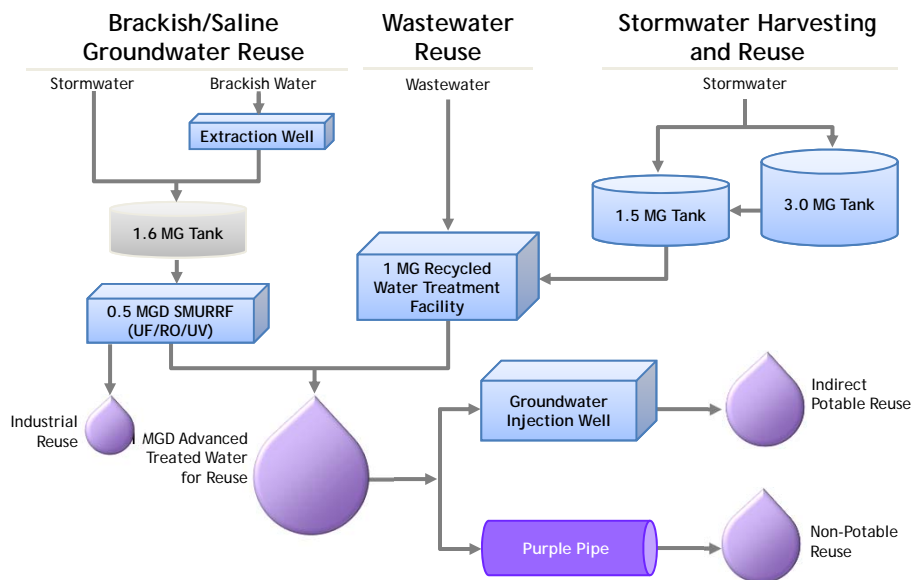 Brackish/Saline
Groundwater Reuse
Wastewater
Reuse
Stormwater Harvesting
and Reuse
Stormwater
Brackish Water
Wastewater
Stormwater
Extraction Well
1.6 MG Tank
1.5 MG Tank
3.0 MG Tank
1 MG Recycled
Water Treatment
Facility
0.5 MGD SMURRF
(UF/RO/UV)
Industrial
Reuse
1 MGD Advanced
Treated Water
for Reuse
Groundwater
Injection Well
Indirect
Potable Reuse
Purple Pipe
Non-Potable
Reuse